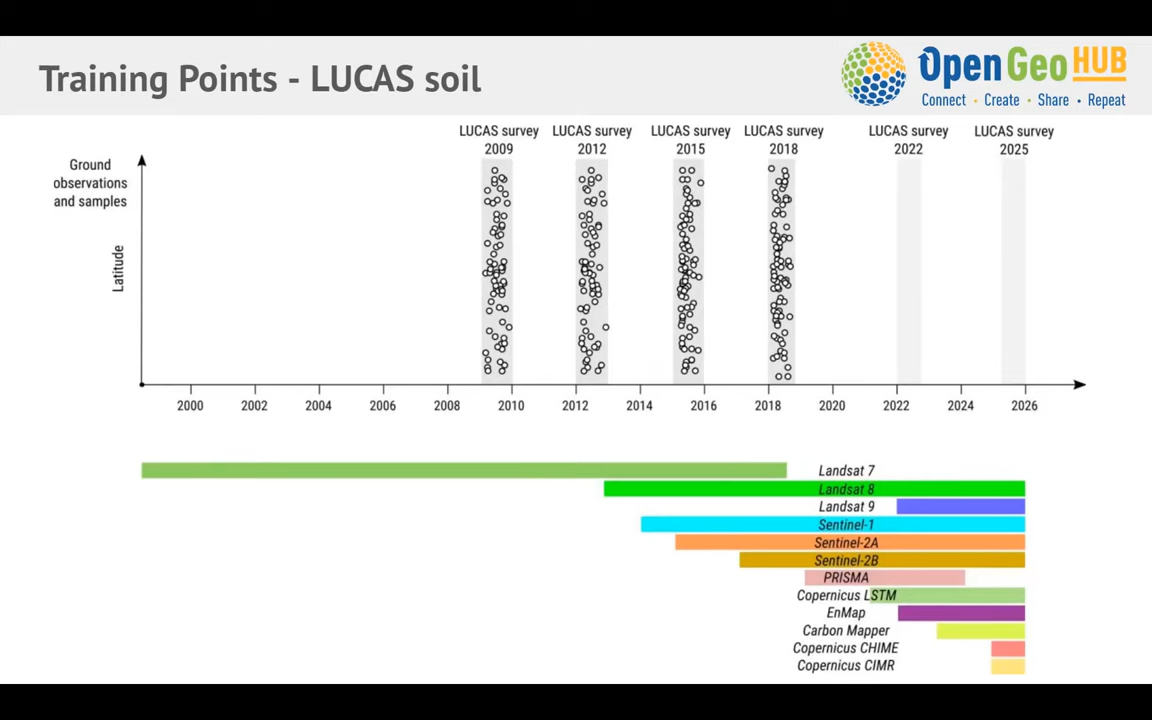 Training Points - LUCAS soil
Open Geo HUB
Connect • Create • Share • Repeat
LUCAS survey
2009
LUCAS survey
2012
LUCAS survey
2015
LUCAS survey
2018
LUCAS survey
2022
LUCAS survey
2025
Ground
observations
and samples
Latitude
2000 2002 2004 2006 2008 2010 2012 2014 2016 2018 2020 2022 2024 2026
Landsat 7
Landsat 8
Landsat 9
Sentinel-1
Sentinel-2A
Sentinel-2B
PRISMA
Copernicus LSTM
EnMap
Carbon Mapper
Copernicus CHIME
Copernicus CIMR